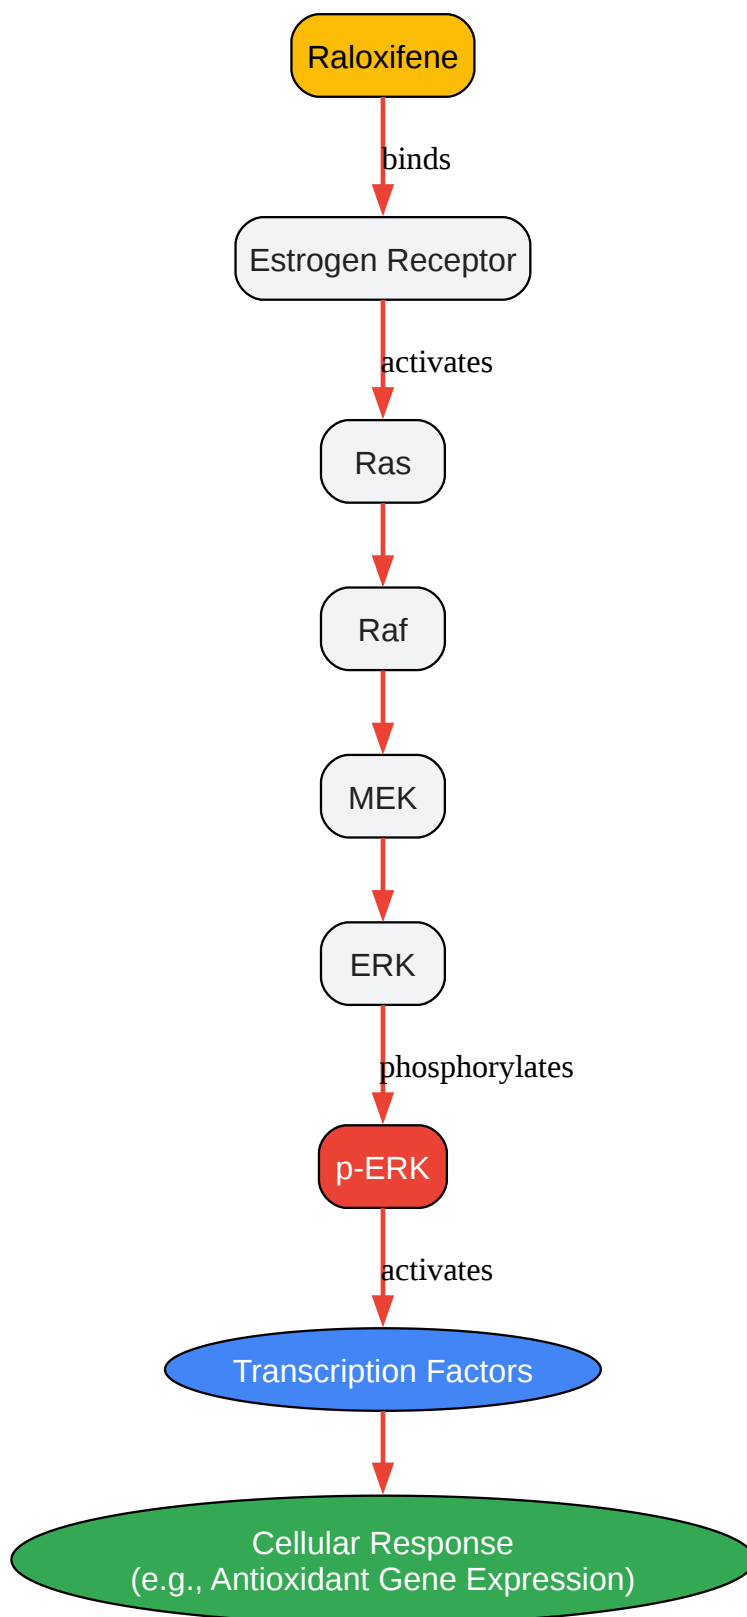 Raloxifene
binds
Estrogen Receptor
activates
Ras
Raf
MEK
ERK
phosphorylates
p-ERK
activates
Transcription Factors
Cellular Response
(e.g., Antioxidant Gene Expression)